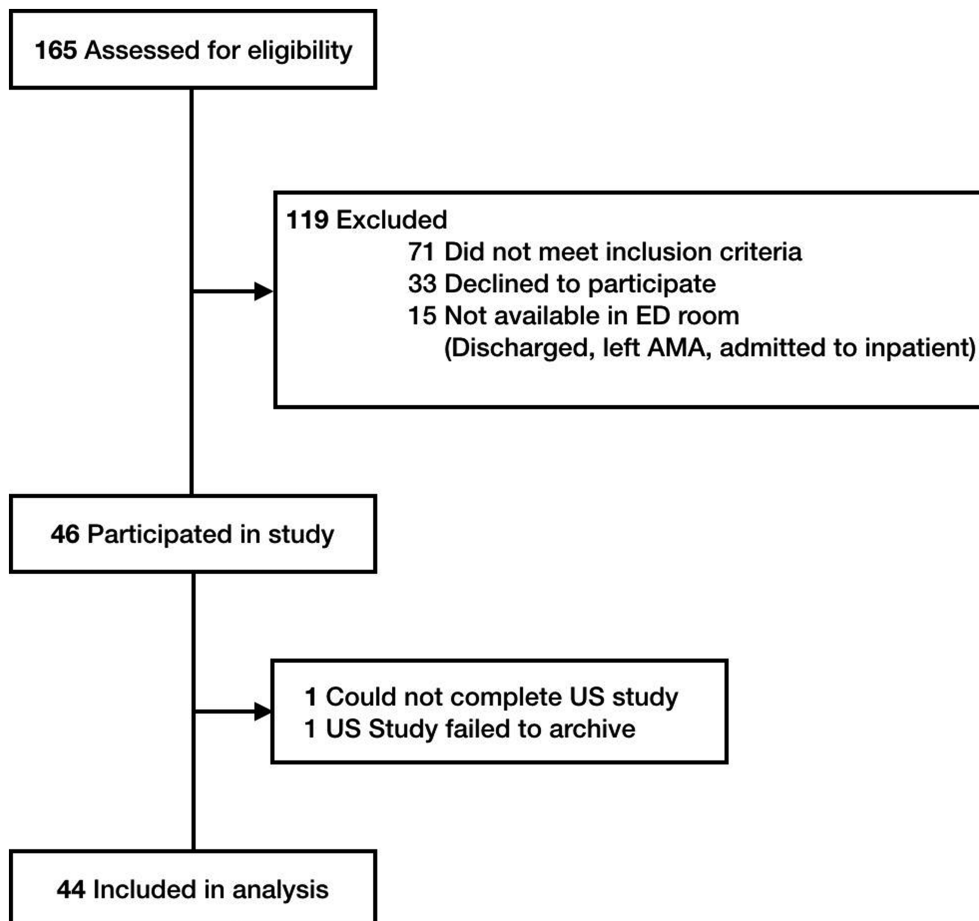 165 Assessed for eligibility
119 Excluded
71 Did not meet inclusion criteria
33 Declined to participate
15 Not available in ED room
(Discharged, left AMA, admitted to inpatient)
46 Participated in study
1 Could not complete US study
1 US Study failed to archive
44 Included in analysis